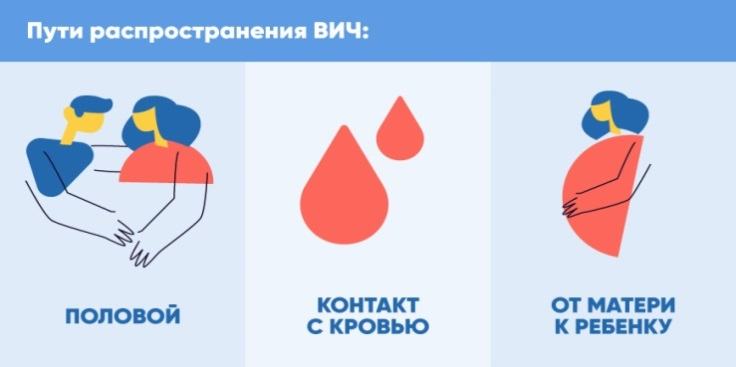 Пути распространения ВИЧ:
ПОЛОВОЙ
КОНТАКТ
С КРОВЬЮ
ОТ МАТЕРИ
К РЕБЕНКУ